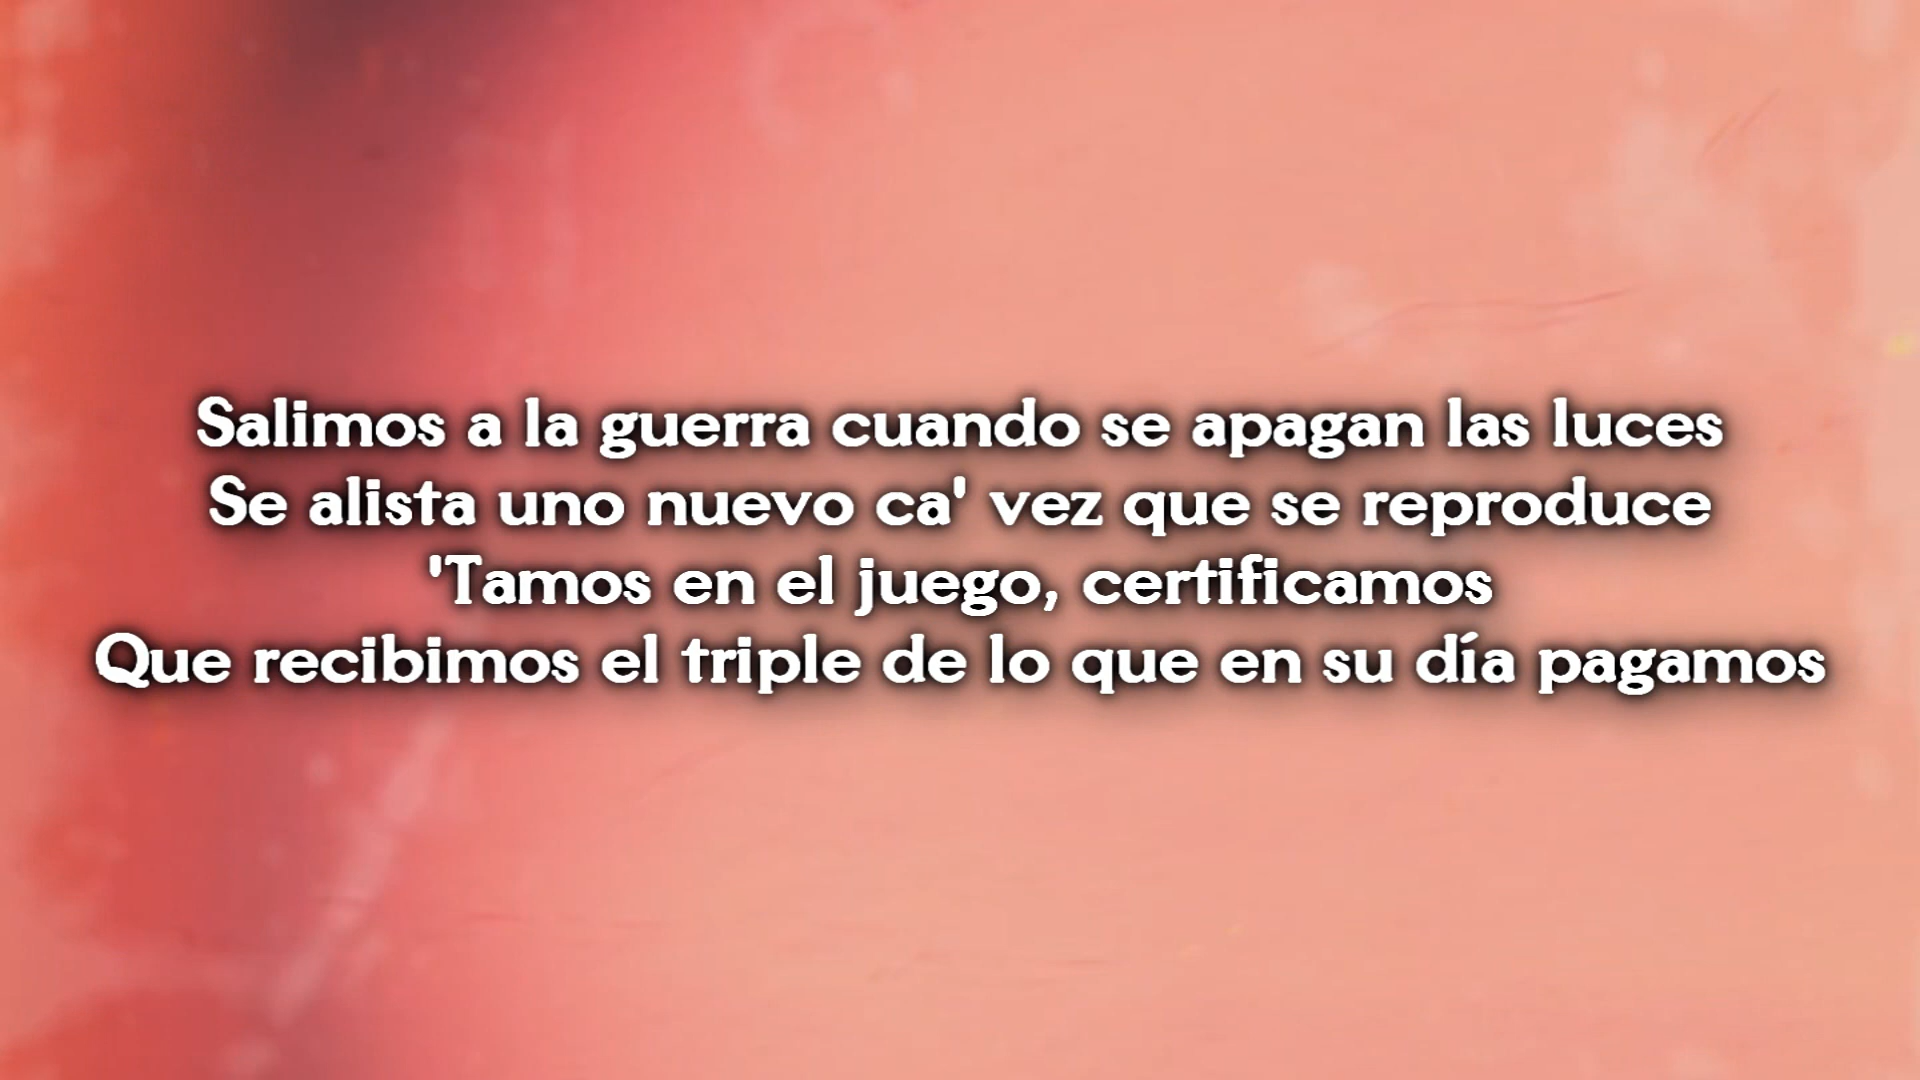 Salimos a la guerra cuando se apagan las luces
Se alista uno nuevo ca' vez que se reproduce
'Tamos en el juego, certificamos
Que recibimos el triple de lo que en su día pagamos